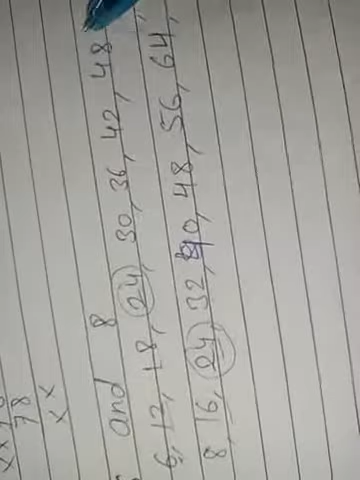 78
X X
and 8
6, 12, 18, 24, 30, 36, 42, 48
8, 16, 24, 32, 40, 48, 56, 64,